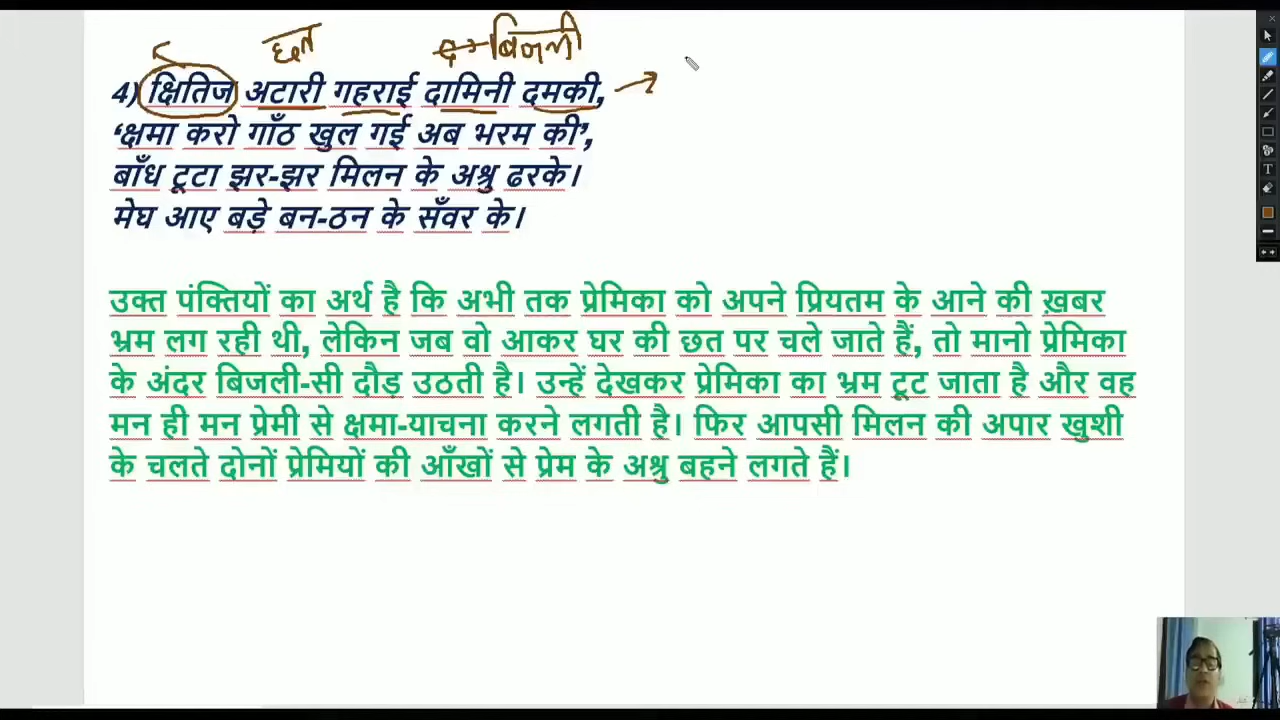 छत
बिजली
4) क्षितिज अटारी गहराई दामिनी दमकी,
‘क्षमा करो गाँठ खुल गई अब भरम की’,
बाँध टूटा झर-झर मिलन के अश्रु ढरके।
मेघ आए बड़े बन-ठन के सँवर के।
उक्त पंक्तियों का अर्थ है कि अभी तक प्रेमिका को अपने प्रियतम के आने की ख़बर
भ्रम लग रही थी, लेकिन जब वो आकर घर की छत पर चले जाते हैं, तो मानो प्रेमिका
के अंदर बिजली-सी दौड़ उठती है। उन्हें देखकर प्रेमिका का भ्रम टूट जाता है और वह
मन ही मन प्रेमी से क्षमा-याचना करने लगती है। फिर आपसी मिलन की अपार खुशी
के चलते दोनों प्रेमियों की आँखों से प्रेम के अश्रु बहने लगते हैं।